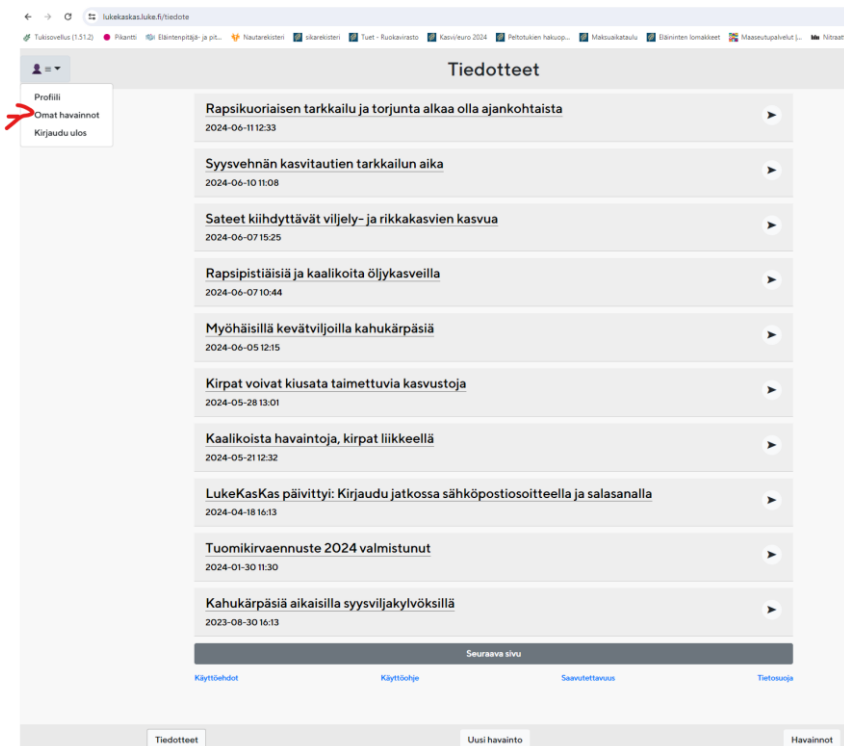 lukekaskas.luke.fi/tiedote
Tukisovellus (1.51.2) Pikantti Eläintenpitäjä- ja pit... Nautarekisteri sikarekisteri Tuet - Ruokavirasto Kasvi/euro 2024 Peltotukien hakuop... Maksuaikataulu Eläinten lomakkeet Maaseutupalvelut j... Nitraat
Tiedotteet
Profiili
Omat havainnot
Kirjaudu ulos
Rapsikuoriaisen tarkkailu ja torjunta alkaa olla ajankohtaista
2024-06-11 12:33
Syysvehnän kasvitautien tarkkailun aika
2024-06-10 11:08
Sateet kiihdyttävät viljely- ja rikkakasvien kasvua
2024-06-07 15:25
Rapsipistiäisiä ja kaalikoita öljykasveilla
2024-06-07 10:44
Myöhäisillä kevätviljoilla kahukärpäsiä
2024-06-05 12:15
Kirpat voivat kiusata taimettuvia kasvustoja
2024-05-28 13:01
Kaalikoista havaintoja, kirpat liikkeellä
2024-05-21 12:32
LukeKasKas päivittyi: Kirjaudu jatkossa sähköpostiosoitteella ja salasanalla
2024-04-18 16:13
Tuomikirvaennuste 2024 valmistunut
2024-01-30 11:30
Kahukärpäsiä aikaisilla syysviljakylvöksillä
2023-08-30 16:13
Seuraava sivu
Käyttöehdot Käyttöohje Saavutettavuus Tietosuoja
Tiedotteet Uusi havainto Havainnot